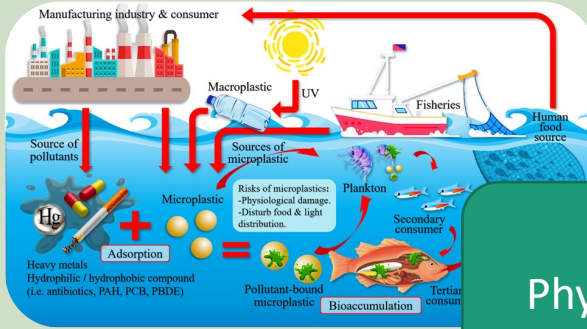 Manufacturing industry & consumer
Macroplastic
UV
Fisheries
Human
food
source
Source of
pollutants
Sources of
microplastic
Microplastic
Risks of microplastics:
-Physiological damage.
-Disturb food & light
distribution.
Plankton
Secondary
consumer
Hg
Adsorption
Heavy metals
Hydrophilic / hydrophobic compound
(i.e. antibiotics, PAH, PCB, PBDE)
Pollutant-bound
microplastic
Bioaccumulation
Tertia
consum
Phy